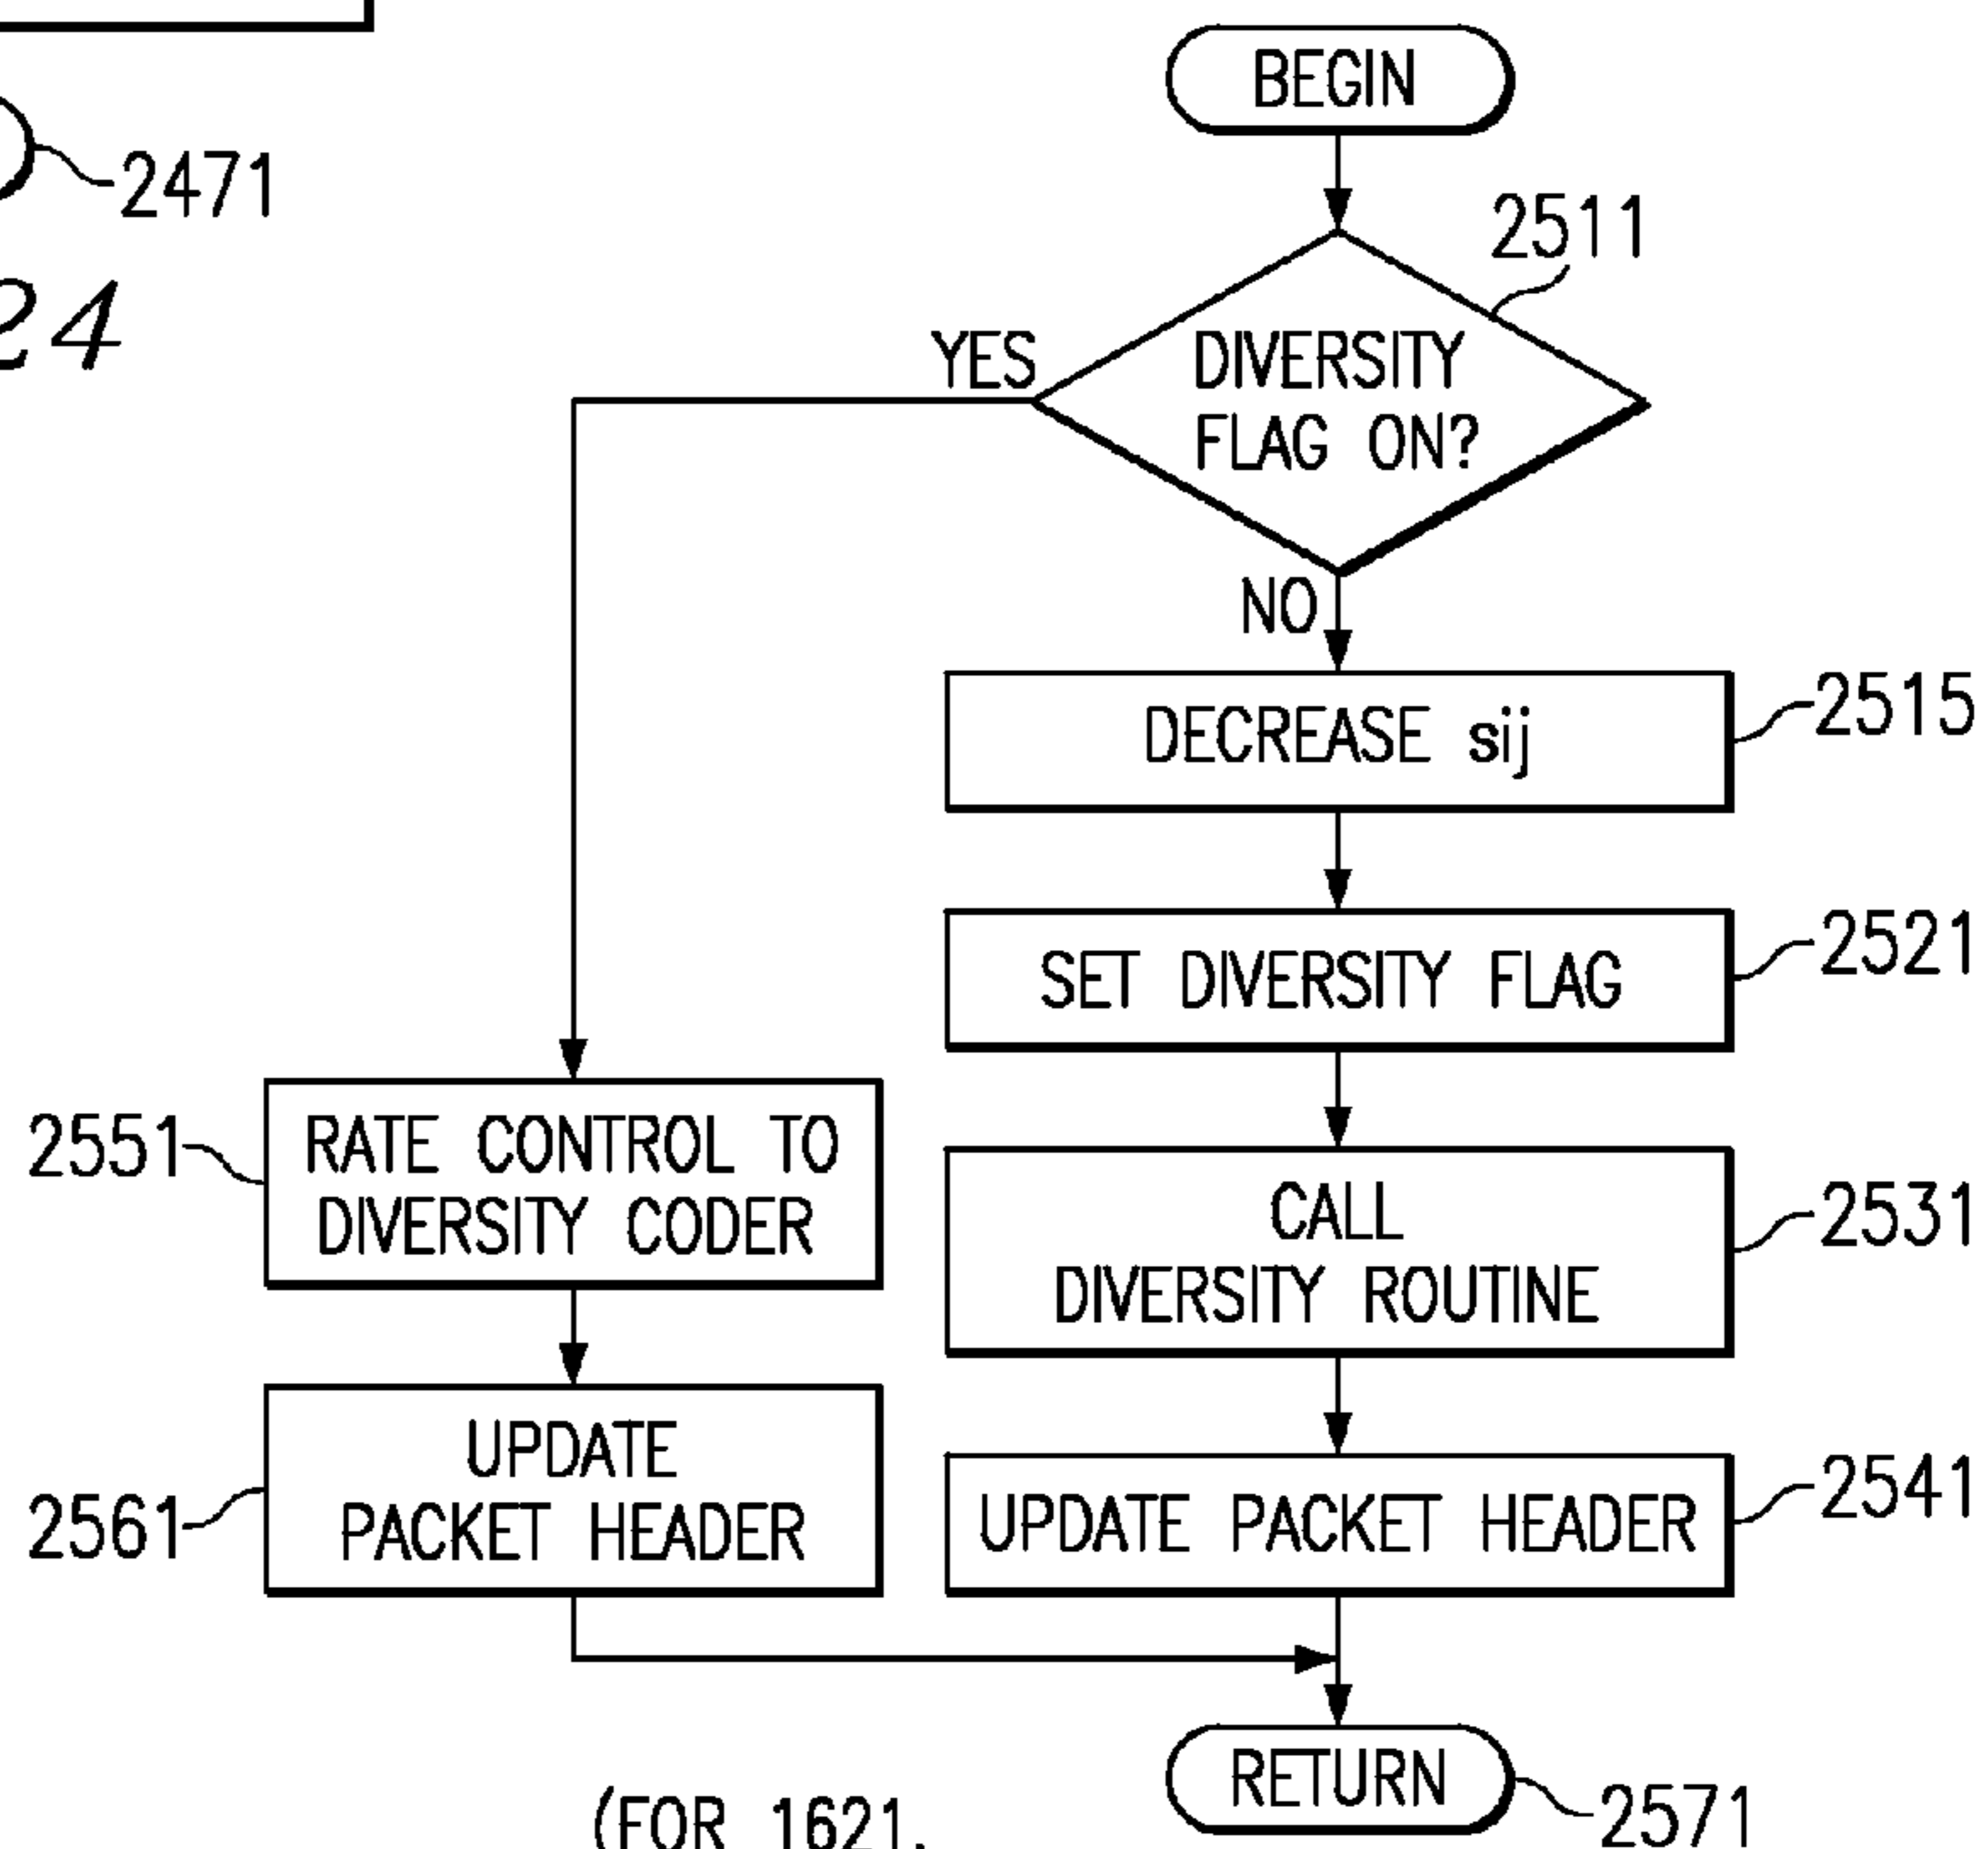 BEGIN
2471
2511
24
YES
DIVERSITY
FLAG ON?
NO
DECREASE sij
2515
SET DIVERSITY FLAG
2521
2551
RATE CONTROL TO
DIVERSITY CODER
CALL
DIVERSITY ROUTINE
2531
UPDATE
PACKET HEADER
2561
UPDATE PACKET HEADER
2541
RETURN
2571
(FOR 1621,